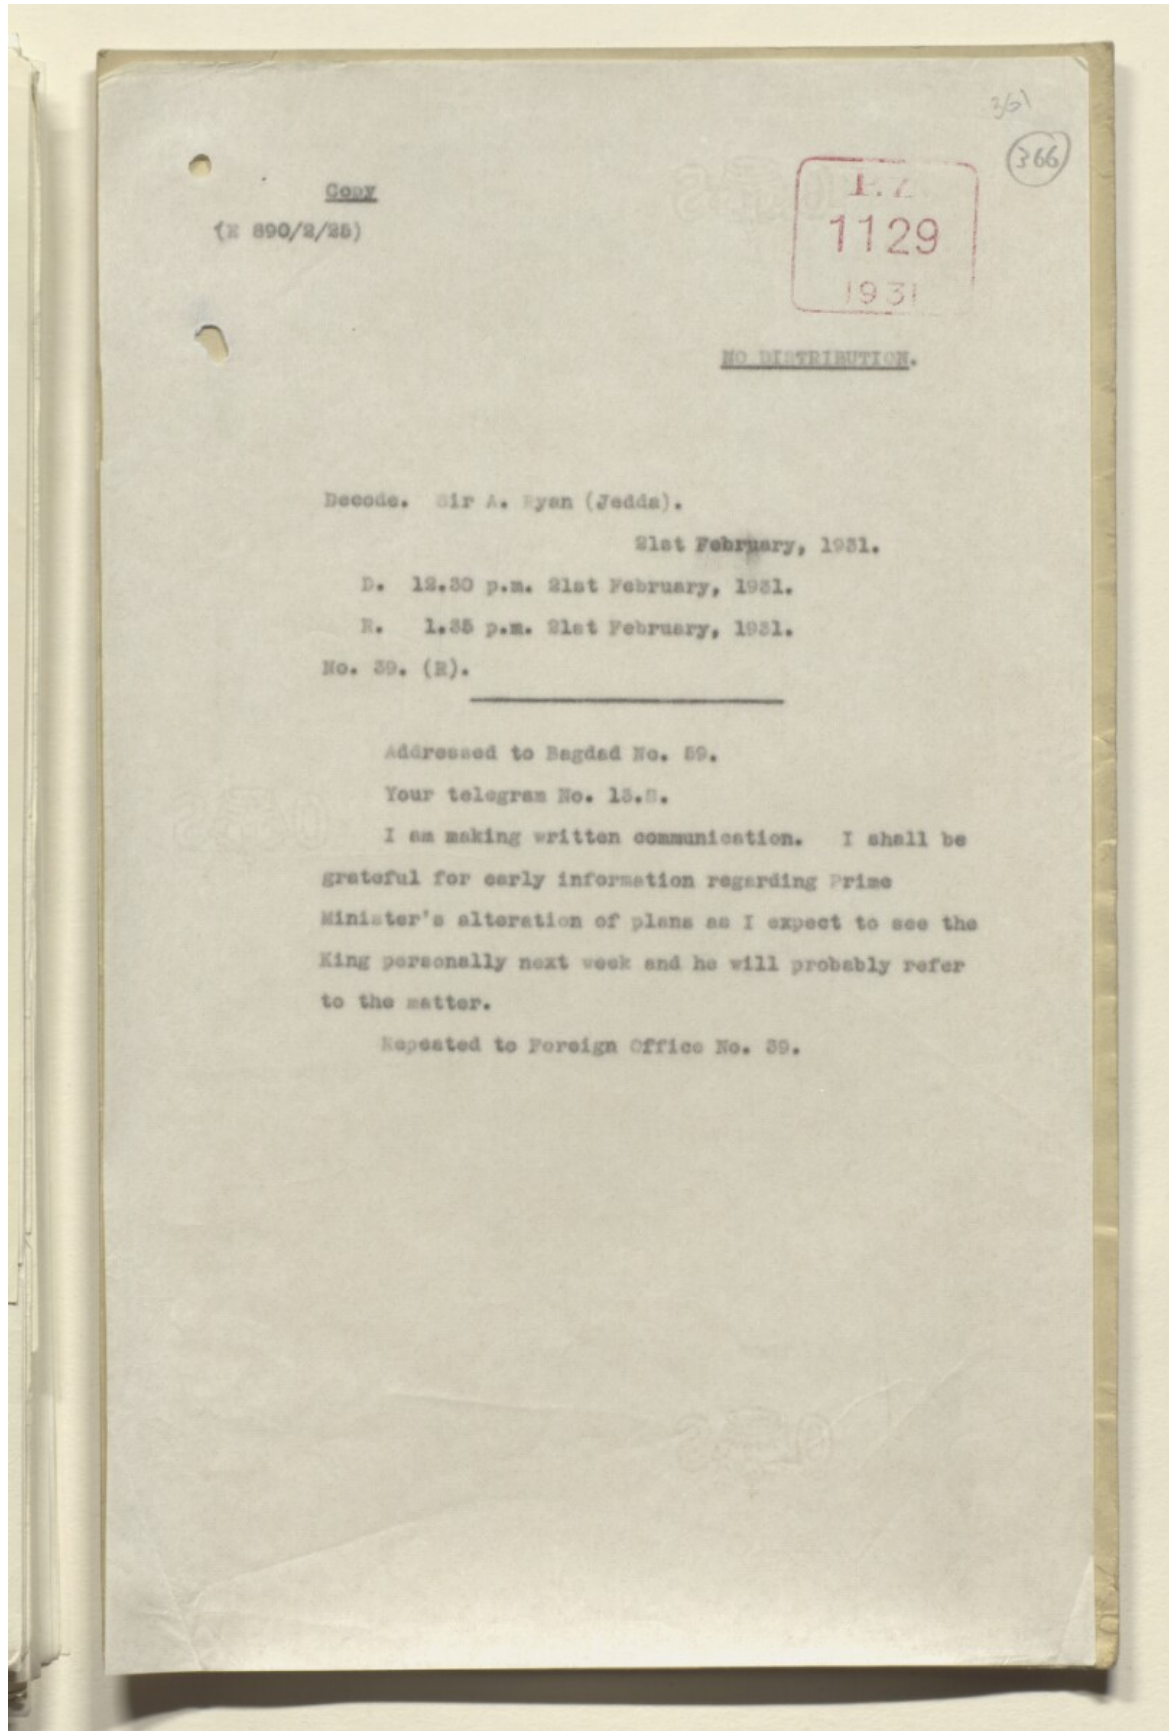 361
366
Copy
(E 890/2/25)
P.Z.
1129
1931
NO DISTRIBUTION.
Decode. Sir A. Ryan (Jedda).
21st February, 1931.
D. 12.30 p.m. 21st February, 1931.
R. 1.35 p.m. 21st February, 1931.
No. 39. (R).
Addressed to Bagdad No. 59.
Your telegram No.
I am making written communication. I shall be
grateful for early information regarding Prime
Minister's alteration of plans as I expect to see the
King personally next week and he will probably refer
to the matter.
Repeated to Foreign Office No. 39.